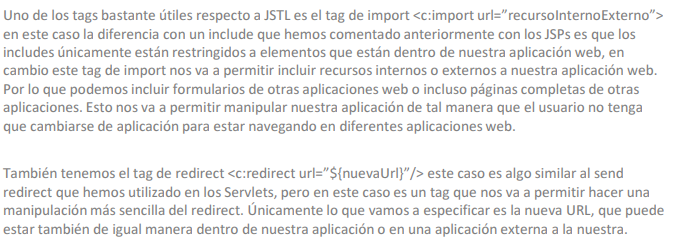 Uno de los tags bastante útiles respecto a JSTL es el tag de import <c:import url=”recursoInternoExterno”>
en este caso la diferencia con un include que hemos comentado anteriormente con los JSPs es que los
includes únicamente están restringidos a elementos que están dentro de nuestra aplicación web, en
cambio este tag de import nos va a permitir incluir recursos internos o externos a nuestra aplicación web.
Por lo que podemos incluir formularios de otras aplicaciones web o incluso páginas completas de otras
aplicaciones. Esto nos va a permitir manipular nuestra aplicación de tal manera que el usuario no tenga
que cambiarse de aplicación para estar navegando en diferentes aplicaciones web.
También tenemos el tag de redirect <c:redirect url=”${nuevaUrl}”/> este caso es algo similar al send
redirect que hemos utilizado en los Servlets, pero en este caso es un tag que nos va a permitir hacer una
manipulación más sencilla del redirect. Únicamente lo que vamos a especificar es la nueva URL, que puede
estar también de igual manera dentro de nuestra aplicación o en una aplicación externa a la nuestra.